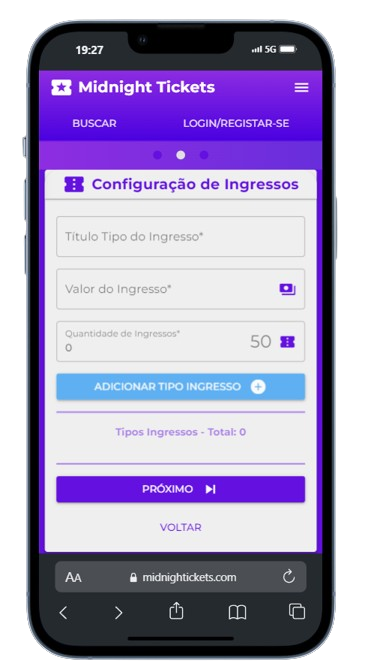 19:27
5G
Midnight Tickets
BUSCAR
LOGIN/REGISTAR-SE
Configuração de Ingressos
Título Tipo do Ingresso*
Valor do Ingresso*
Quantidade de Ingressos*
0
50
ADICIONAR TIPO INGRESSO
Tipos Ingressos - Total: 0
PRÓXIMO
VOLTAR
AA
midnightickets.com